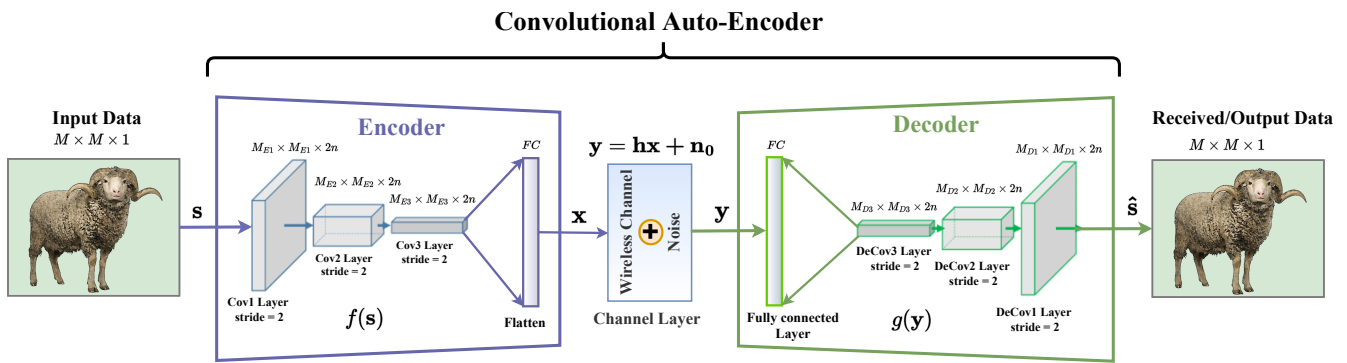 Convolutional Auto-Encoder
Input Data
M × M × 1
s
Encoder
M_{E1} × M_{E1} × 2n
M_{E2} × M_{E2} × 2n
M_{E3} × M_{E3} × 2n
FC
Cov1 Layer
stride = 2
Cov2 Layer
stride = 2
Cov3 Layer
stride = 2
f(s)
Flatten
x
y = hx + n_0
Wireless Channel
+
Noise
Channel Layer
y
Decoder
FC
M_{D3} × M_{D3} × 2n
M_{D2} × M_{D2} × 2n
M_{D1} × M_{D1} × 2n
Fully connected
Layer
DeCov3 Layer
stride = 2
DeCov2 Layer
stride = 2
DeCov1 Layer
stride = 2
g(y)
ŝ
Received/Output Data
M × M × 1